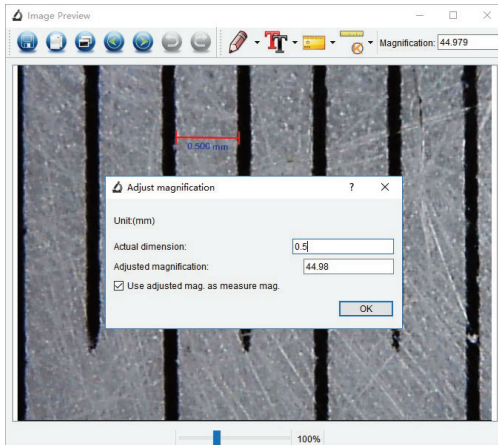 Image Preview
TT
Magnification: 44.979
0.500 mm
Adjust magnification
?
Unit:(mm)
Actual dimension: 0.5
Adjusted magnification: 44.98
Use adjusted mag. as measure mag.
OK
100%